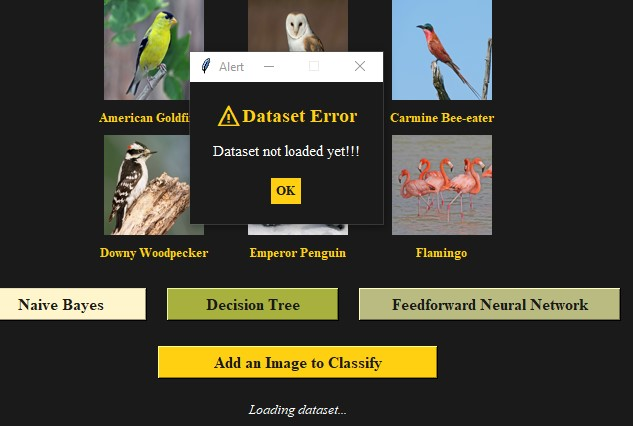 Alert
⚠Dataset Error
Dataset not loaded yet!!!
OK
American Goldfi
Carmine Bee-eater
Downy Woodpecker
Emperor Penguin
Flamingo
Naive Bayes
Decision Tree
Feedforward Neural Network
Add an Image to Classify
Loading dataset...